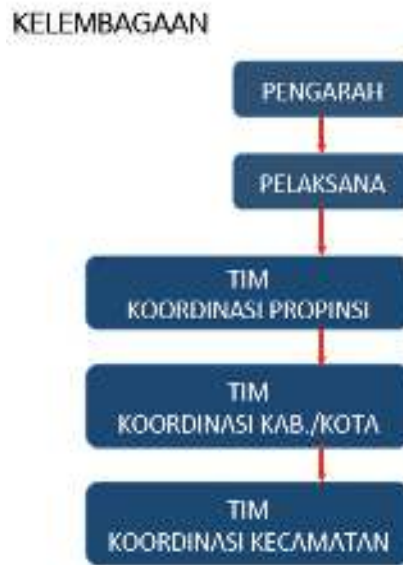 KELEMBAGAAN
PENGARAH
PELAKSANA
TIM
KOORDINASI PROPINSI
TIM
KOORDINASI KAB./KOTA
TIM
KOORDINASI KECAMATAN